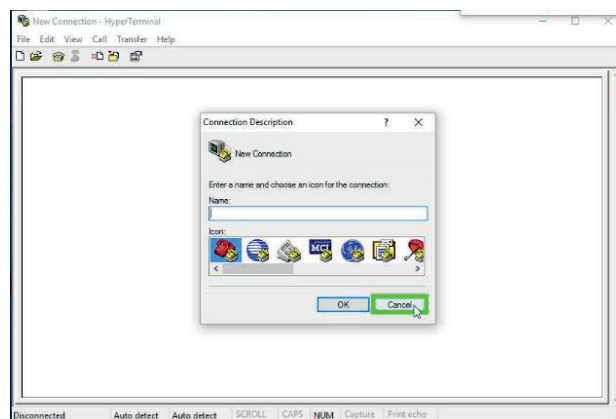 New Connection - HyperTerminal
File Edit View Call Transfer Help
Connection Description ? ×
New Connection
Enter a name and choose an icon for the connection:
Name:
Icon:
MCI
OK Cancel
Disconnected Auto detect Auto detect SCROLL CAPS NUM Capture Print echo